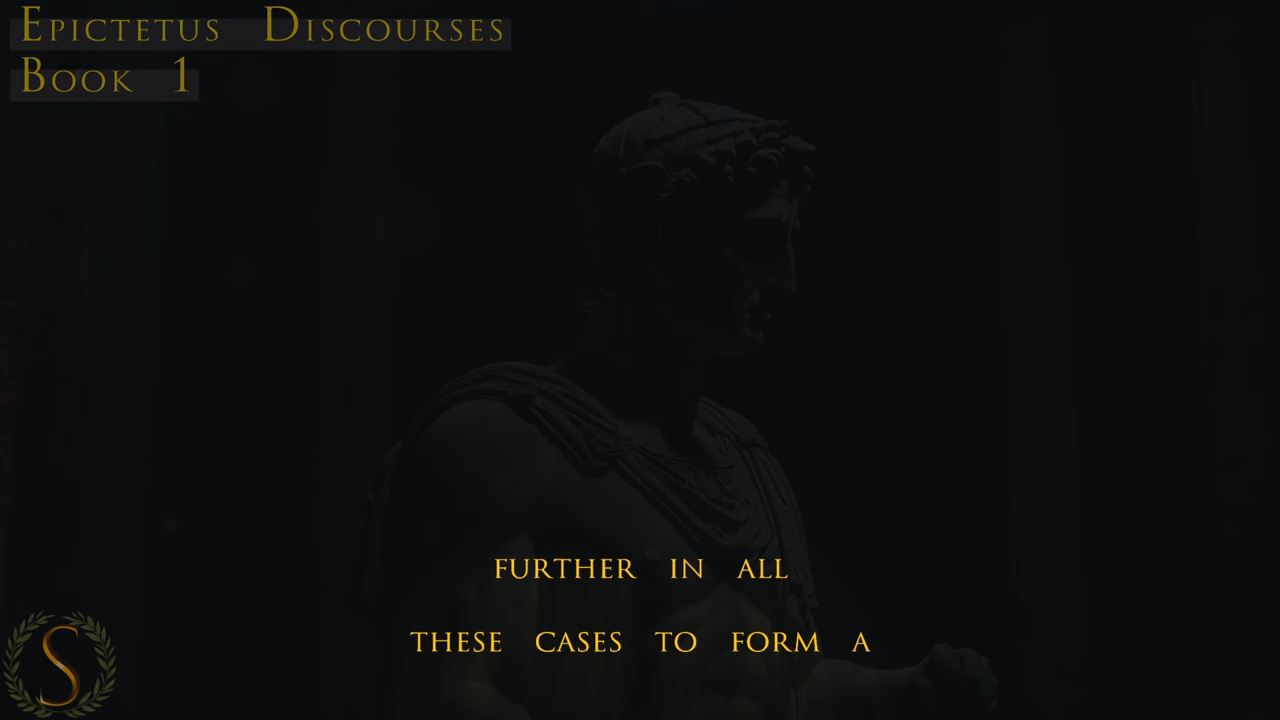 Epictetus Discourses
Book 1
FURTHER IN ALL
THESE CASES TO FORM A
S